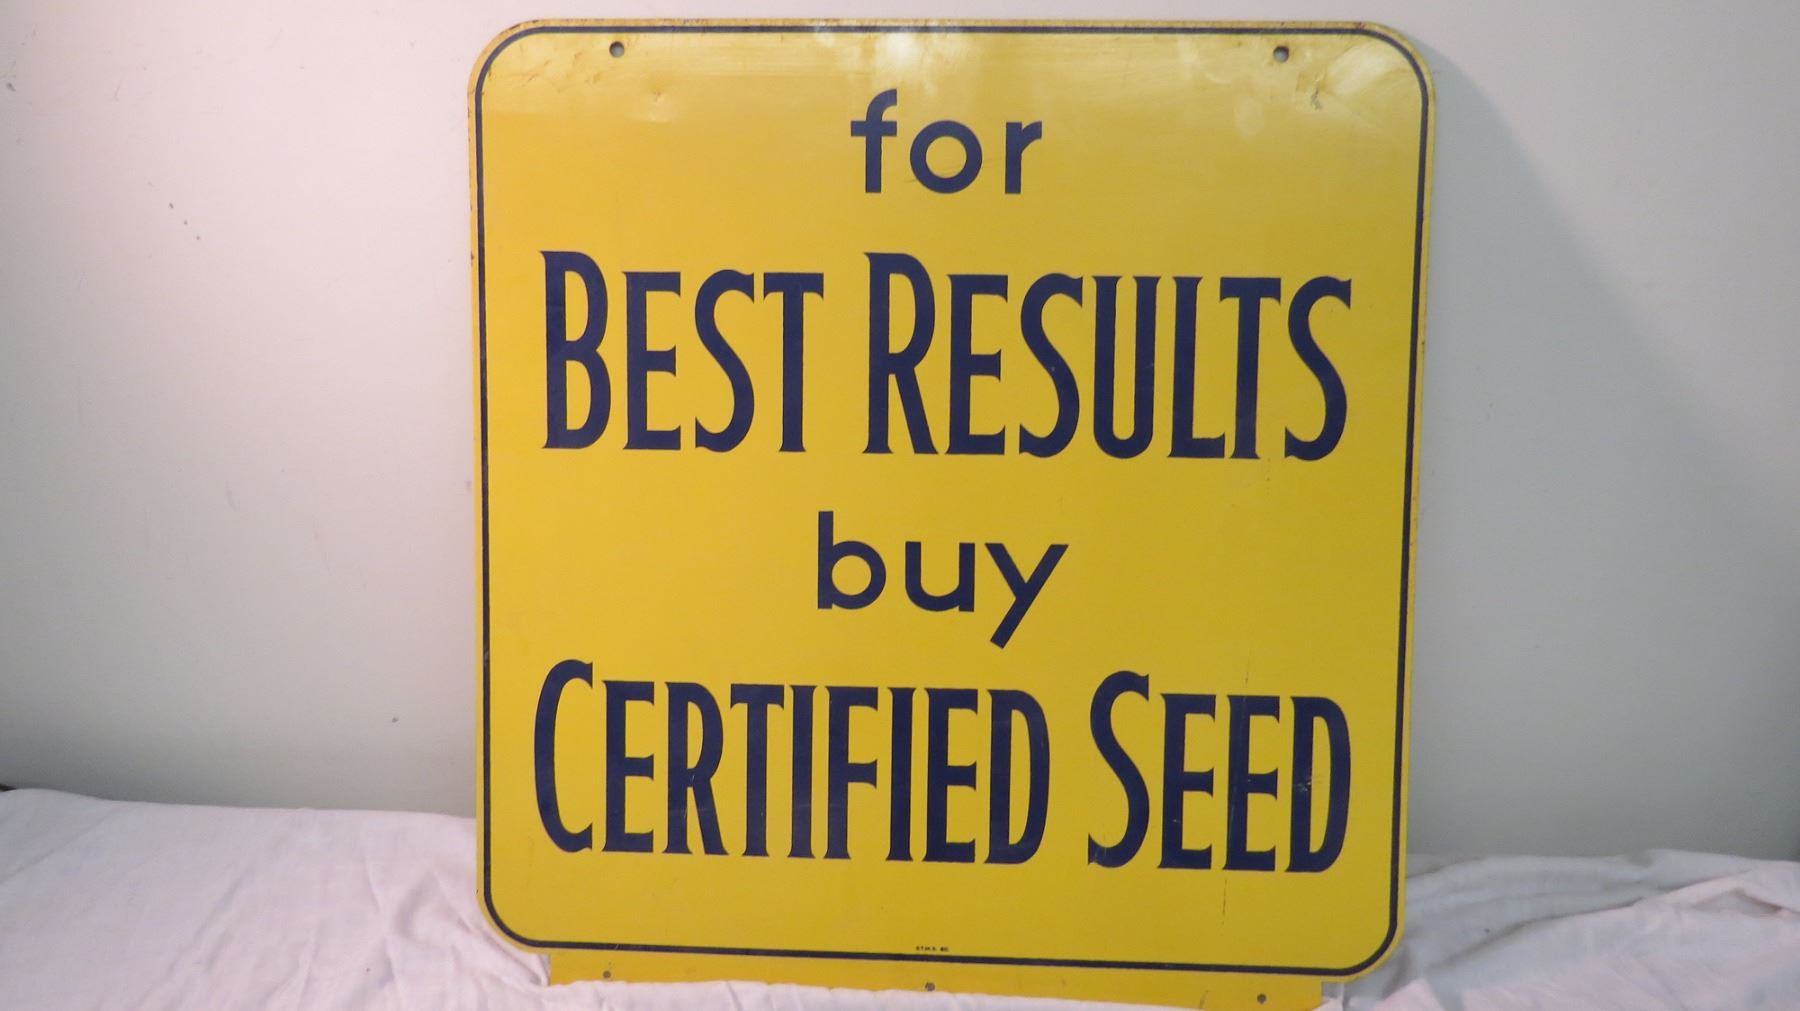 for
BEST RESULTS
buy
CERTIFIED SEED